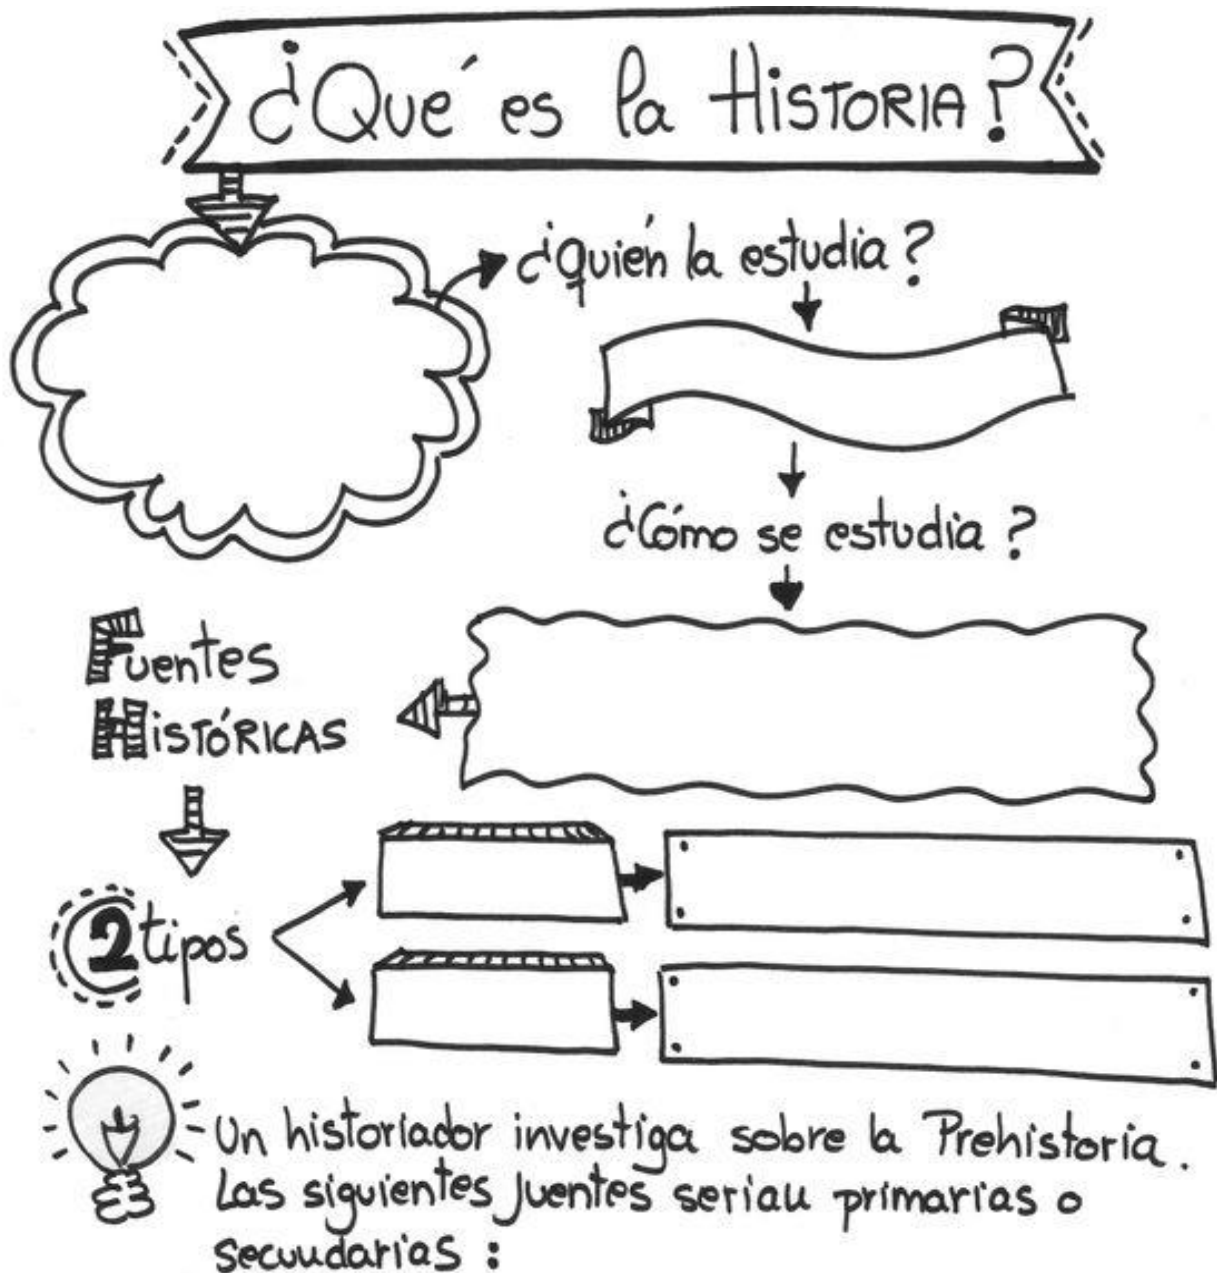 ¿Qué es la HISTORIA?
¿quién la estudia?
¿Cómo se estudia?
Fuentes
HISTÓRICAS
2 tipos
Un historiador investiga sobre la Prehistoria.
Las siguientes fuentes serian primarias o
secundarias: